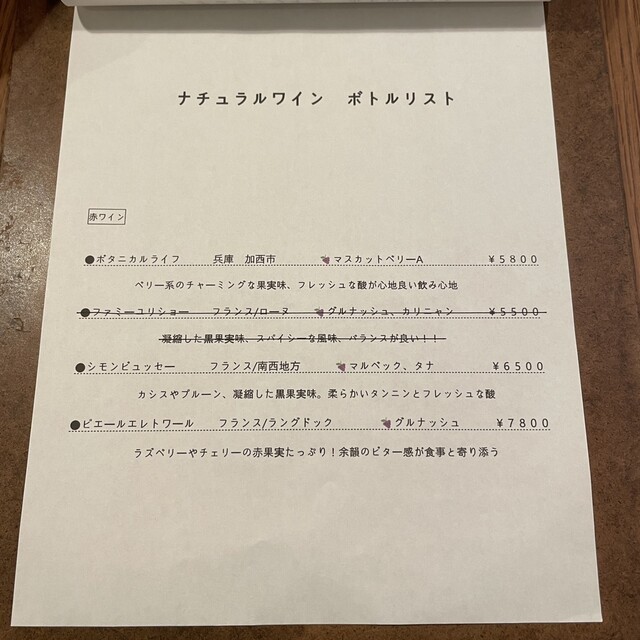 ナチュラルワイン ボトルリスト
赤ワイン
●ボタニカルライフ 兵庫 加西市 マスカットベリーA ￥5800
ベリー系のチャーミングな果実味、フレッシュな酸が心地良い飲み心地
●ファミーユリショー フランス/ローヌ グルナッシュ、カリニャン ￥5500
凝縮した黒果実味、スパイシーな風味、バランスが良い！！
●シモンビュッセー フランス/南西地方 マルベック、タナ ￥6500
カシスやプルーン、凝縮した黒果実味。柔らかいタンニンとフレッシュな酸
●ピエールエレトワール フランス/ラングドック グルナッシュ ￥7800
ラズベリーやチェリーの赤果実たっぷり！余韻のビター感が食事と寄り添う